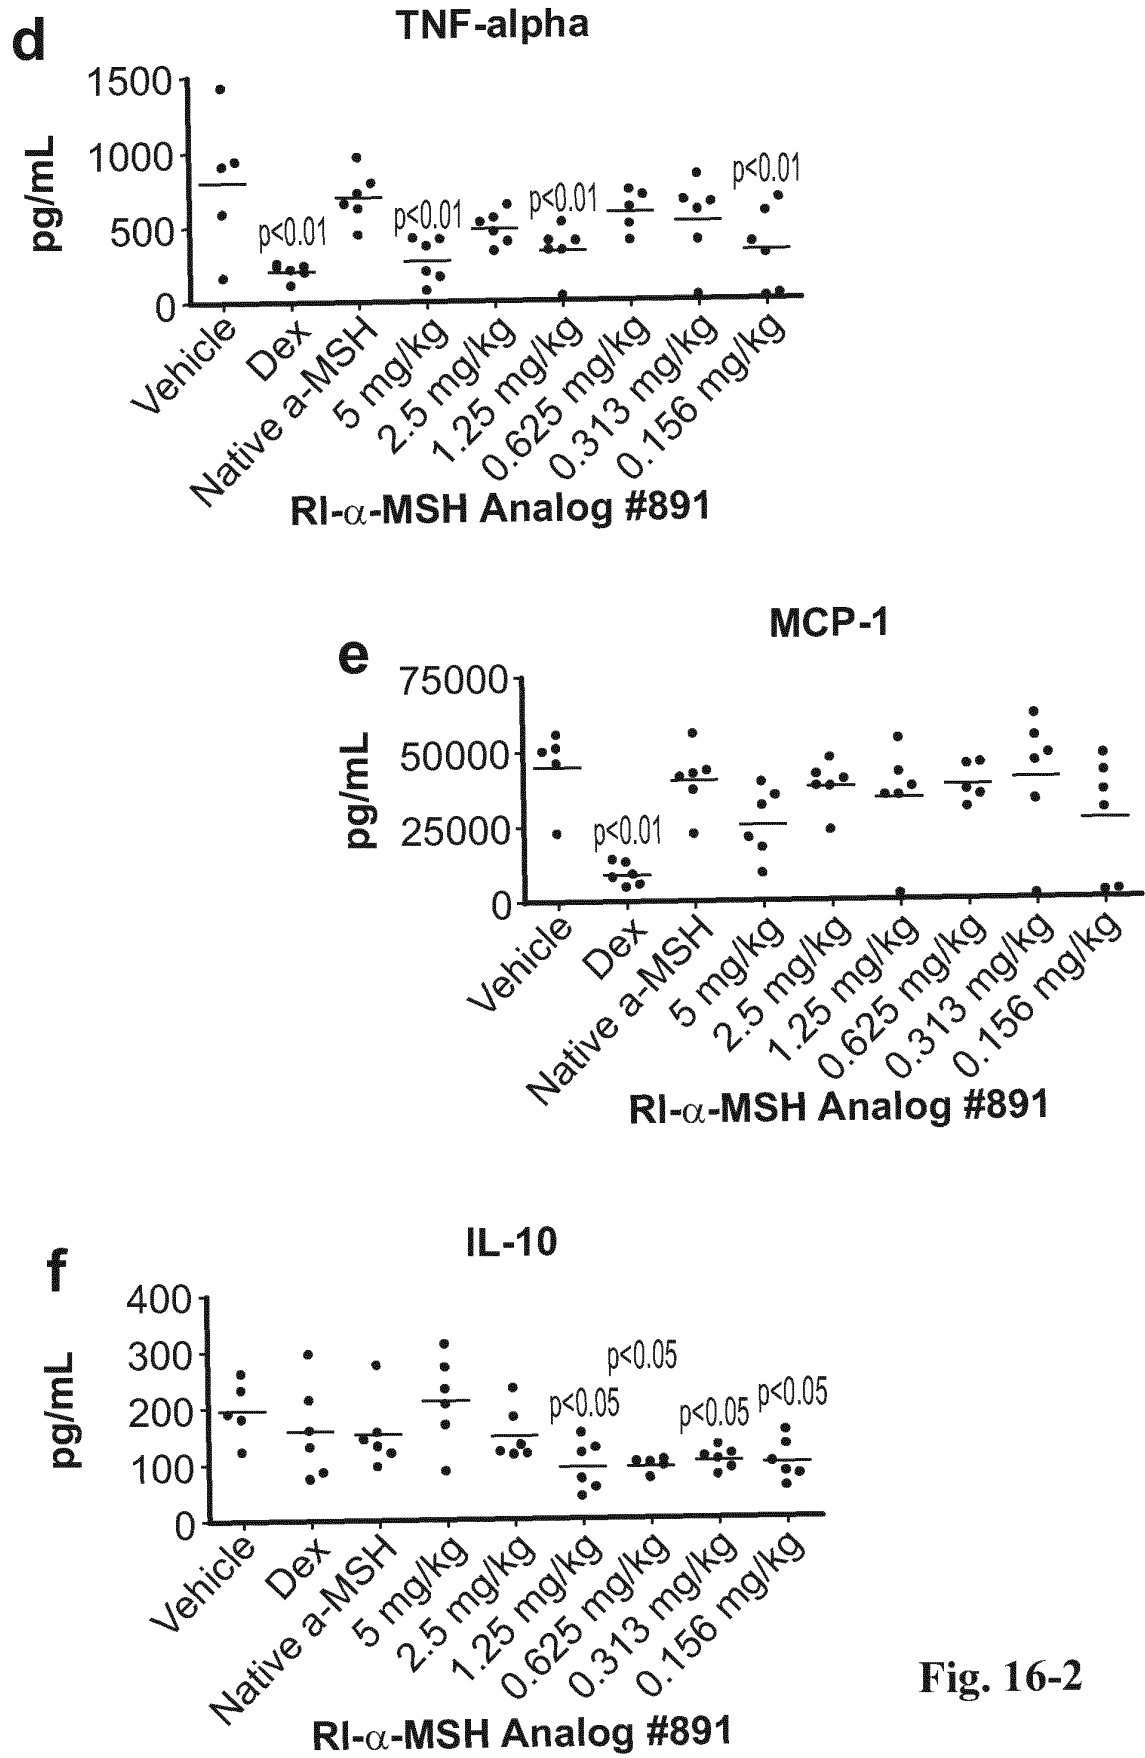 d
TNF-alpha
1500
1000
500
0
pg/mL
p<0.01
p<0.01
p<0.01
p<0.01
Vehicle
Dex
Native a-MSH
5 mg/kg
2.5 mg/kg
1.25 mg/kg
0.625 mg/kg
0.313 mg/kg
0.156 mg/kg
RI-α-MSH Analog #891
e
MCP-1
75000
50000
25000
0
pg/mL
p<0.01
Vehicle
Dex
Native a-MSH
5 mg/kg
2.5 mg/kg
1.25 mg/kg
0.625 mg/kg
0.313 mg/kg
0.156 mg/kg
RI-α-MSH Analog #891
f
IL-10
400
300
200
100
0
pg/mL
p<0.05
p<0.05
p<0.05
p<0.05
Vehicle
Dex
Native a-MSH
5 mg/kg
2.5 mg/kg
1.25 mg/kg
0.625 mg/kg
0.313 mg/kg
0.156 mg/kg
RI-α-MSH Analog #891
Fig. 16-2